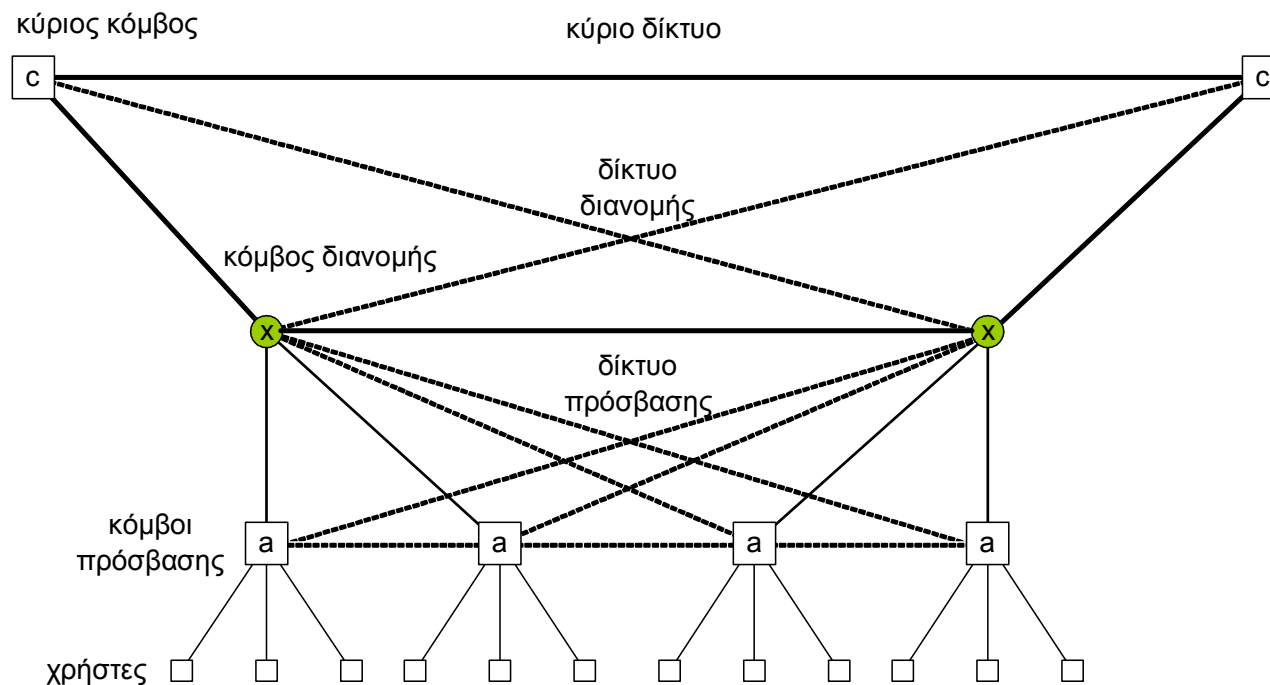 κύριος κόμβος
κύριο δίκτυο
c
c
δίκτυο
διανομής
κόμβος διανομής
x
x
δίκτυο
πρόσβασης
κόμβοι
πρόσβασης
a
a
a
a
χρήστες